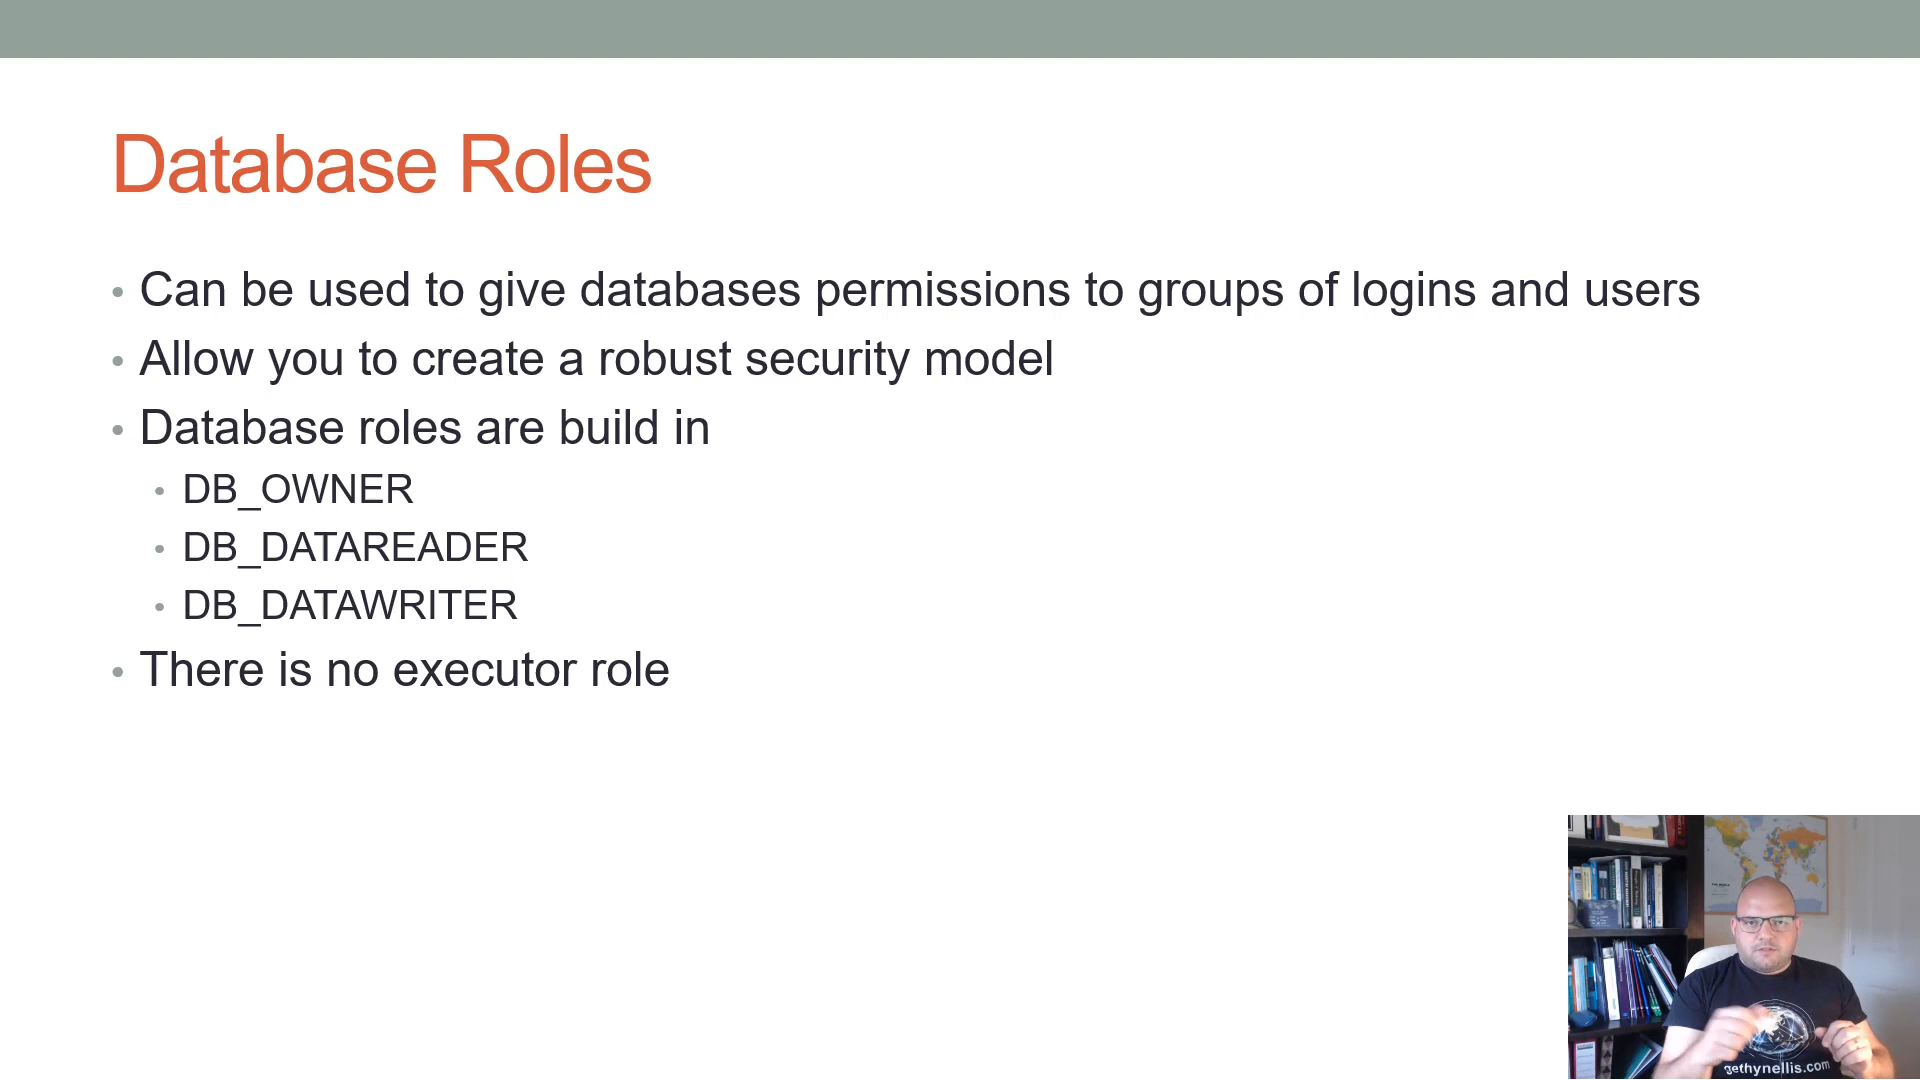 Database Roles
Can be used to give databases permissions to groups of logins and users
Allow you to create a robust security model
Database roles are build in
DB_OWNER
DB_DATAREADER
DB_DATAWRITER
There is no executor role
gethynellis.com